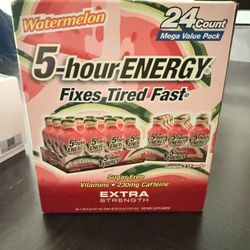 Watermelon
24 Count
Mega Value Pack
5-hour ENERGY®
Fixes Tired Fast®
Sugar Free
Vitamins • 230mg Caffeine
EXTRA
STRENGTH